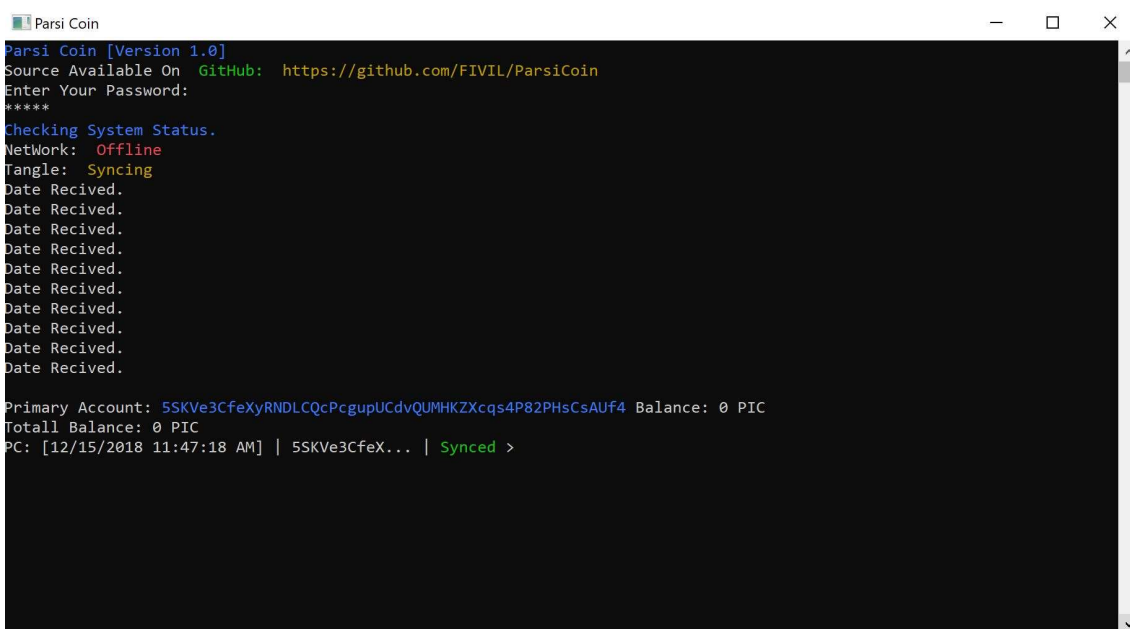 Parsi Coin
Parsi Coin [Version 1.0]
Source Available On  GitHub:  https://github.com/FIVIL/ParsiCoin
Enter Your Password:
*****
Checking System Status.
NetWork:  Offline
Tangle:  Syncing
Date Recived.
Date Recived.
Date Recived.
Date Recived.
Date Recived.
Date Recived.
Date Recived.
Date Recived.
Date Recived.
Date Recived.
Primary Account: 5SKVe3CfeXyRNDLCQcPcgupUCdvQUMHKZXcqs4P82PHsCsAUf4 Balance: 0 PIC
Totall Balance: 0 PIC
PC: [12/15/2018 11:47:18 AM] | 5SKVe3CfeX... | Synced >